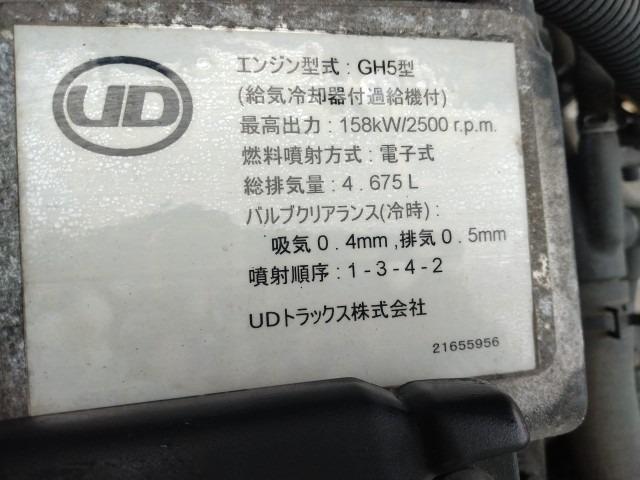 UD
エンジン型式 : GH5型
(給気冷却器付過給機付)
最高出力 : 158kW/2500 r.p.m.
燃料噴射方式 : 電子式
総排気量 : 4.675 L
バルブクリアランス(冷時) :
吸気 0.4mm ,排気 0.5mm
噴射順序 : 1 - 3 - 4 - 2
UDトラックス株式会社
21655956